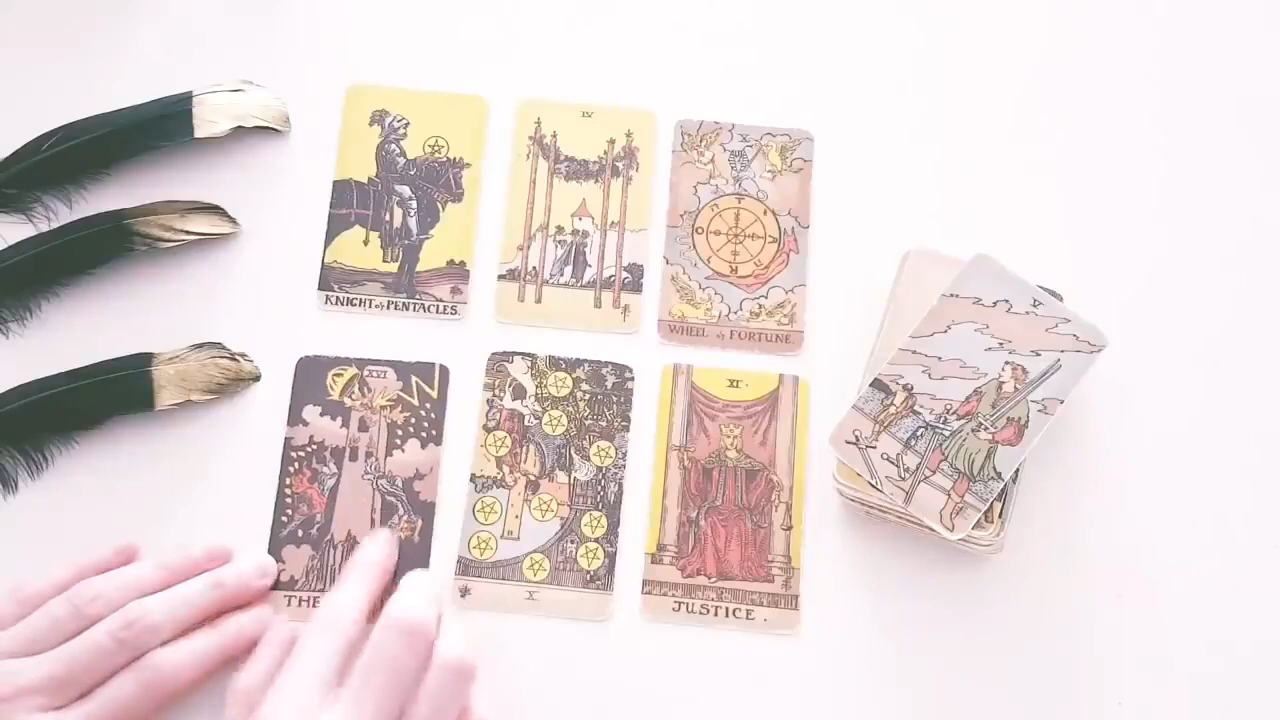 KNIGHT of PENTACLES.
IV
X
WHEEL of FORTUNE.
V
XVI
THE
X
XI.
JUSTICE.